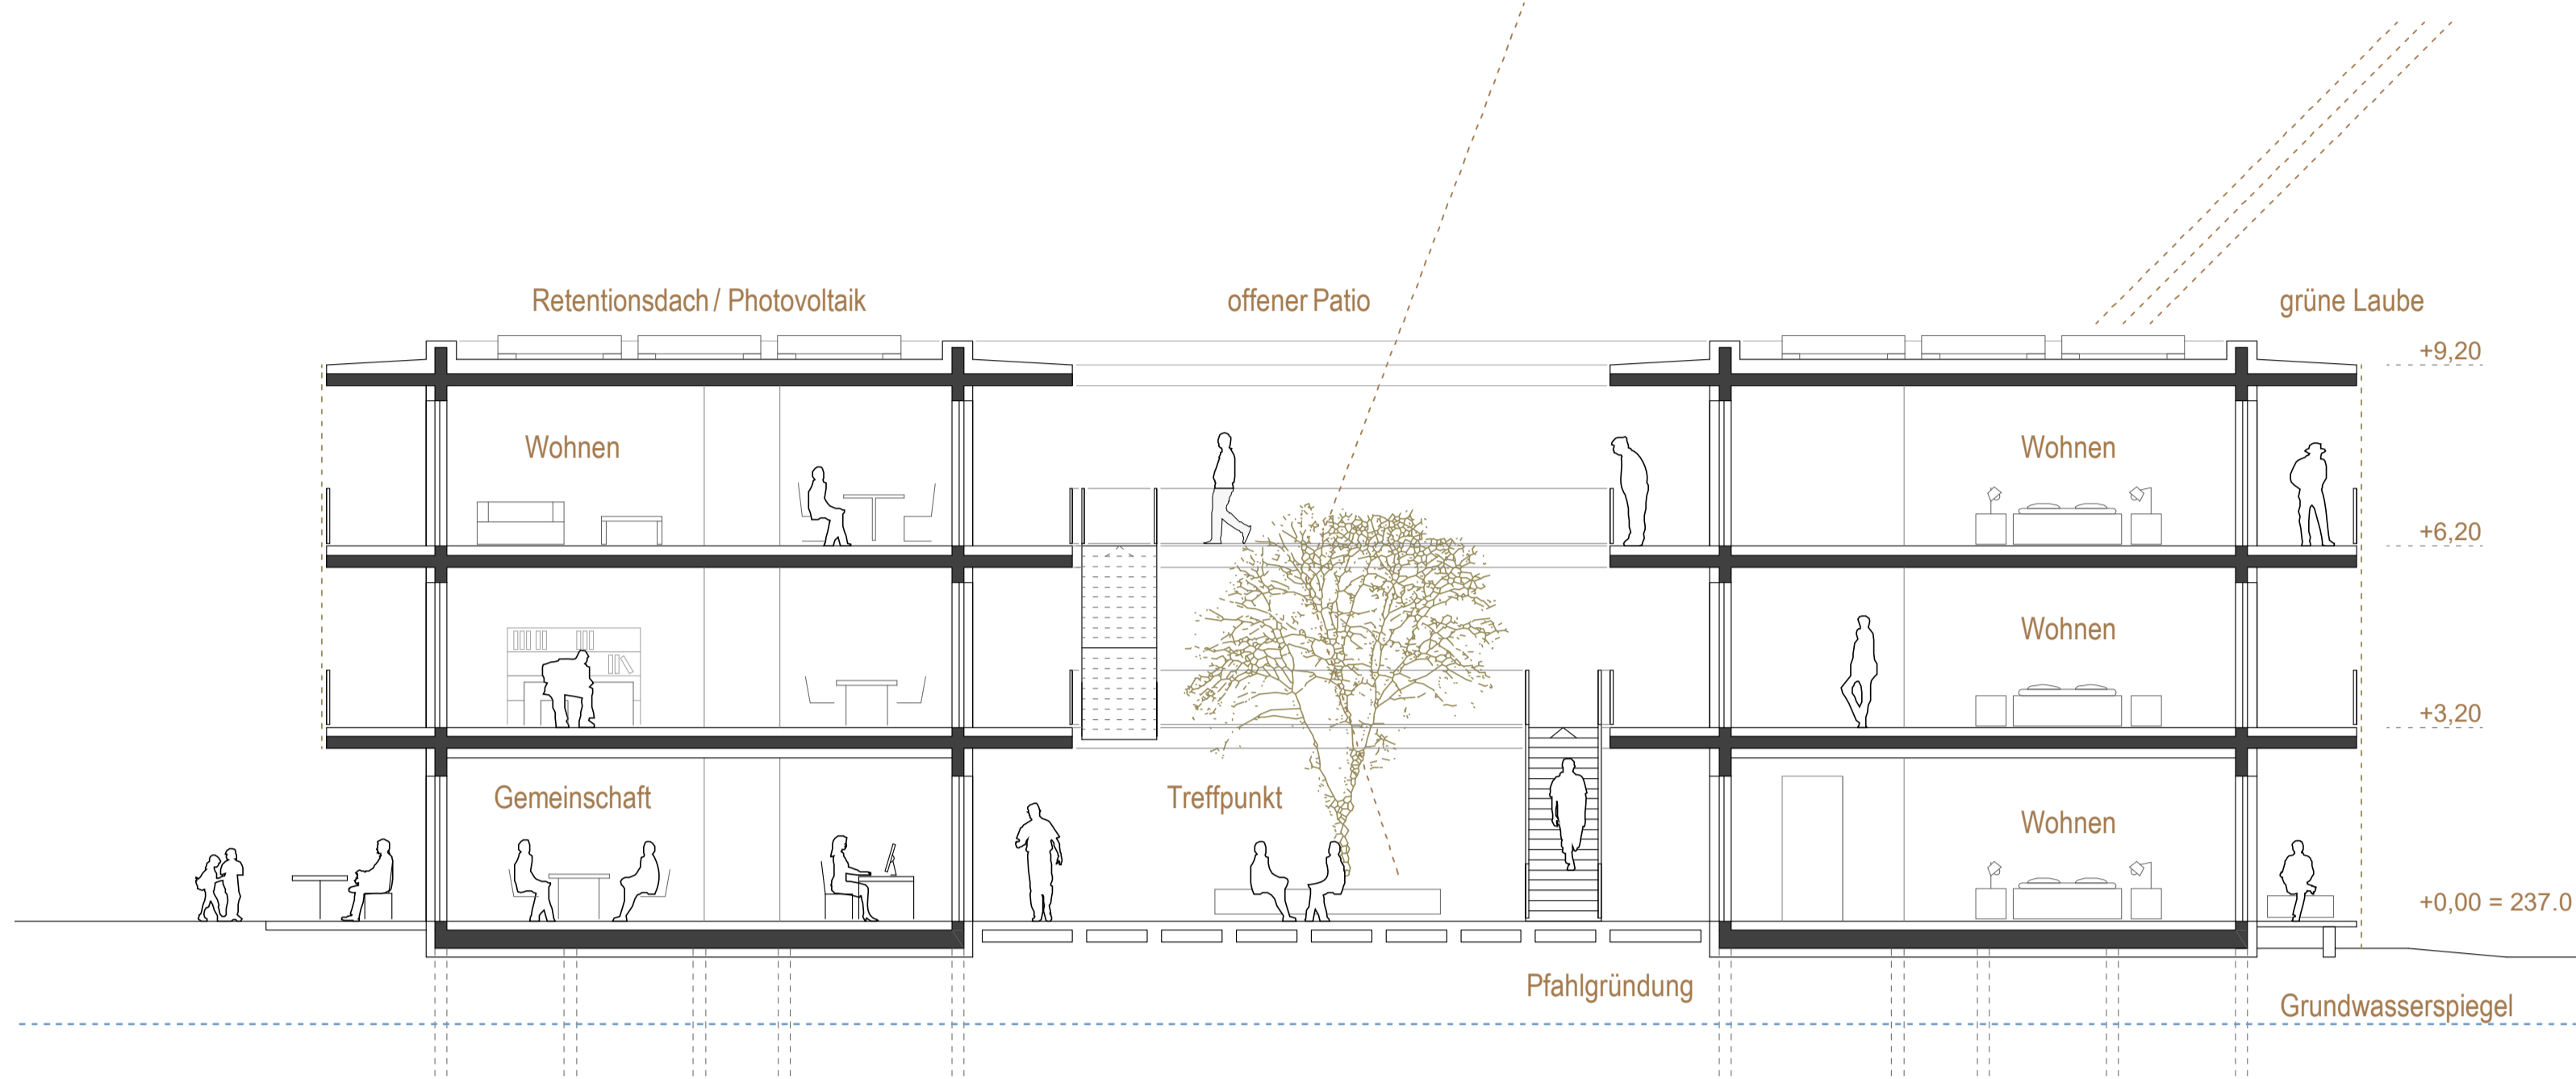 Retentionsdach / Photovoltaik
offener Patio
grüne Laube
+9,20
Wohnen
Wohnen
+6,20
Wohnen
+3,20
Gemeinschaft
Treffpunkt
Wohnen
+0,00 = 237.0
Pfahlgründung
Grundwasserspiegel